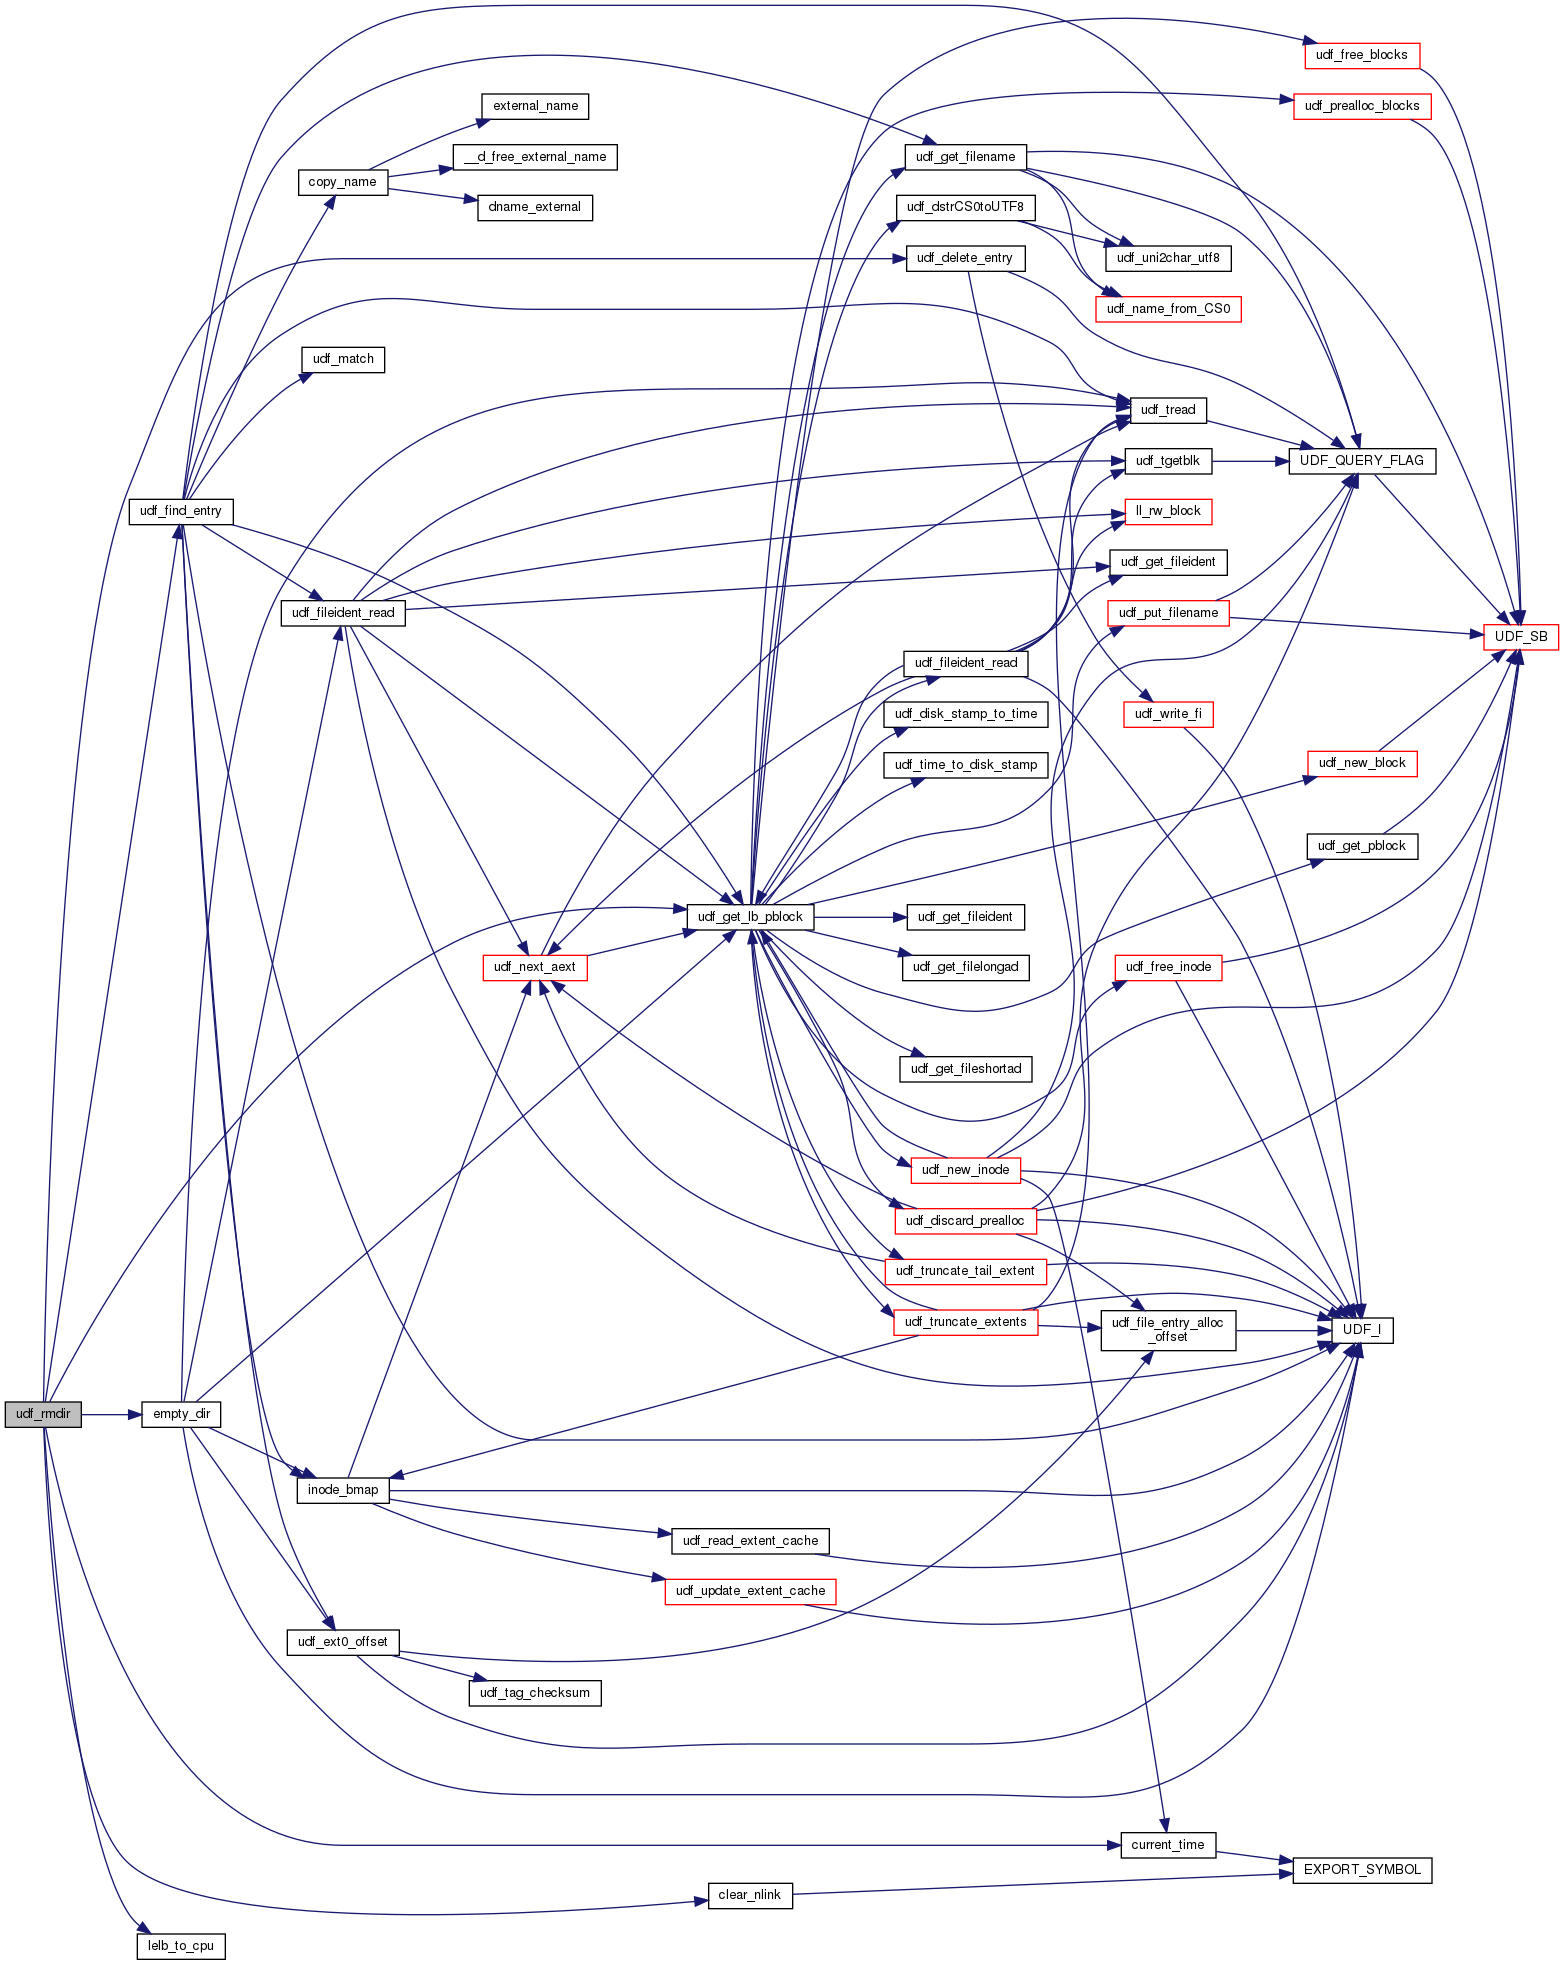 udf_free_blocks
external_name
udf_prealloc_blocks
__d_free_external_name
udf_get_filename
copy_name
dname_external
udf_dstrCS0toUTF8
udf_delete_entry
udf_uni2char_utf8
udf_name_from_CS0
udf_match
udf_tread
udf_tgetblk
UDF_QUERY_FLAG
udf_find_entry
ll_rw_block
udf_get_fileident
udf_fileident_read
udf_put_filename
UDF_SB
udf_fileident_read
udf_disk_stamp_to_time
udf_write_fi
udf_time_to_disk_stamp
udf_new_block
udf_get_pblock
udf_get_lb_pblock
udf_get_fileident
udf_next_aext
udf_get_filelongad
udf_free_inode
udf_get_fileshortad
udf_new_inode
udf_discard_prealloc
udf_truncate_tail_extent
udf_truncate_extents
udf_file_entry_alloc
_offset
UDF_I
udf_rmdir
empty_dir
inode_bmap
udf_read_extent_cache
udf_update_extent_cache
udf_ext0_offset
udf_tag_checksum
current_time
EXPORT_SYMBOL
clear_nlink
lelb_to_cpu